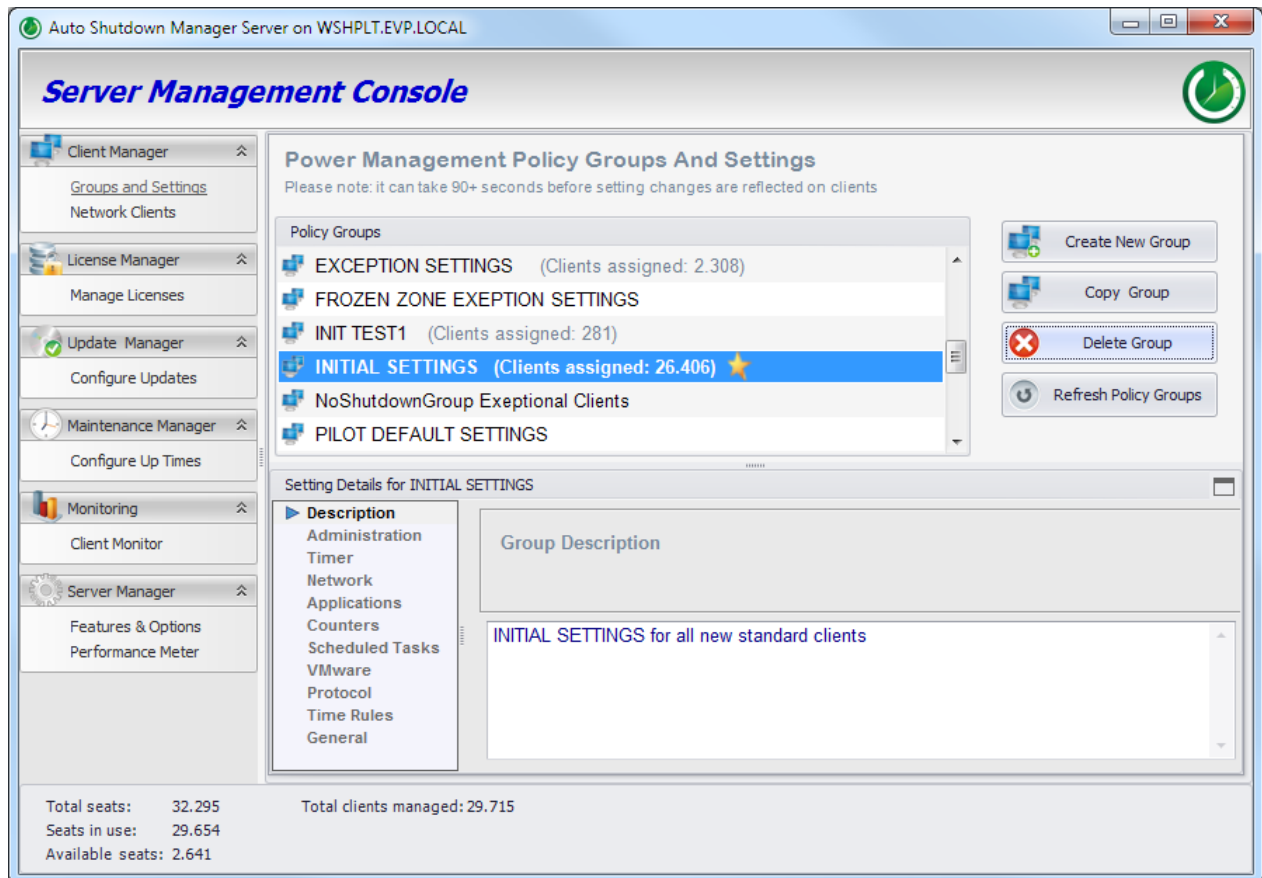 Auto Shutdown Manager Server on WSHPLT.EVP.LOCAL
Server Management Console
Client Manager
Groups and Settings
Network Clients
License Manager
Manage Licenses
Update Manager
Configure Updates
Maintenance Manager
Configure Up Times
Monitoring
Client Monitor
Server Manager
Features & Options
Performance Meter
Power Management Policy Groups And Settings
Please note: it can take 90+ seconds before setting changes are reflected on clients
Policy Groups
EXCEPTION SETTINGS (Clients assigned: 2.308)
FROZEN ZONE EXEPTION SETTINGS
INIT TEST1 (Clients assigned: 281)
INITIAL SETTINGS (Clients assigned: 26.406)
NoShutdownGroup Exeptional Clients
PILOT DEFAULT SETTINGS
Create New Group
Copy Group
Delete Group
Refresh Policy Groups
Setting Details for INITIAL SETTINGS
Description
Administration
Timer
Network
Applications
Counters
Scheduled Tasks
VMware
Protocol
Time Rules
General
Group Description
INITIAL SETTINGS for all new standard clients
Total seats: 32.295
Seats in use: 29.654
Available seats: 2.641
Total clients managed: 29.715